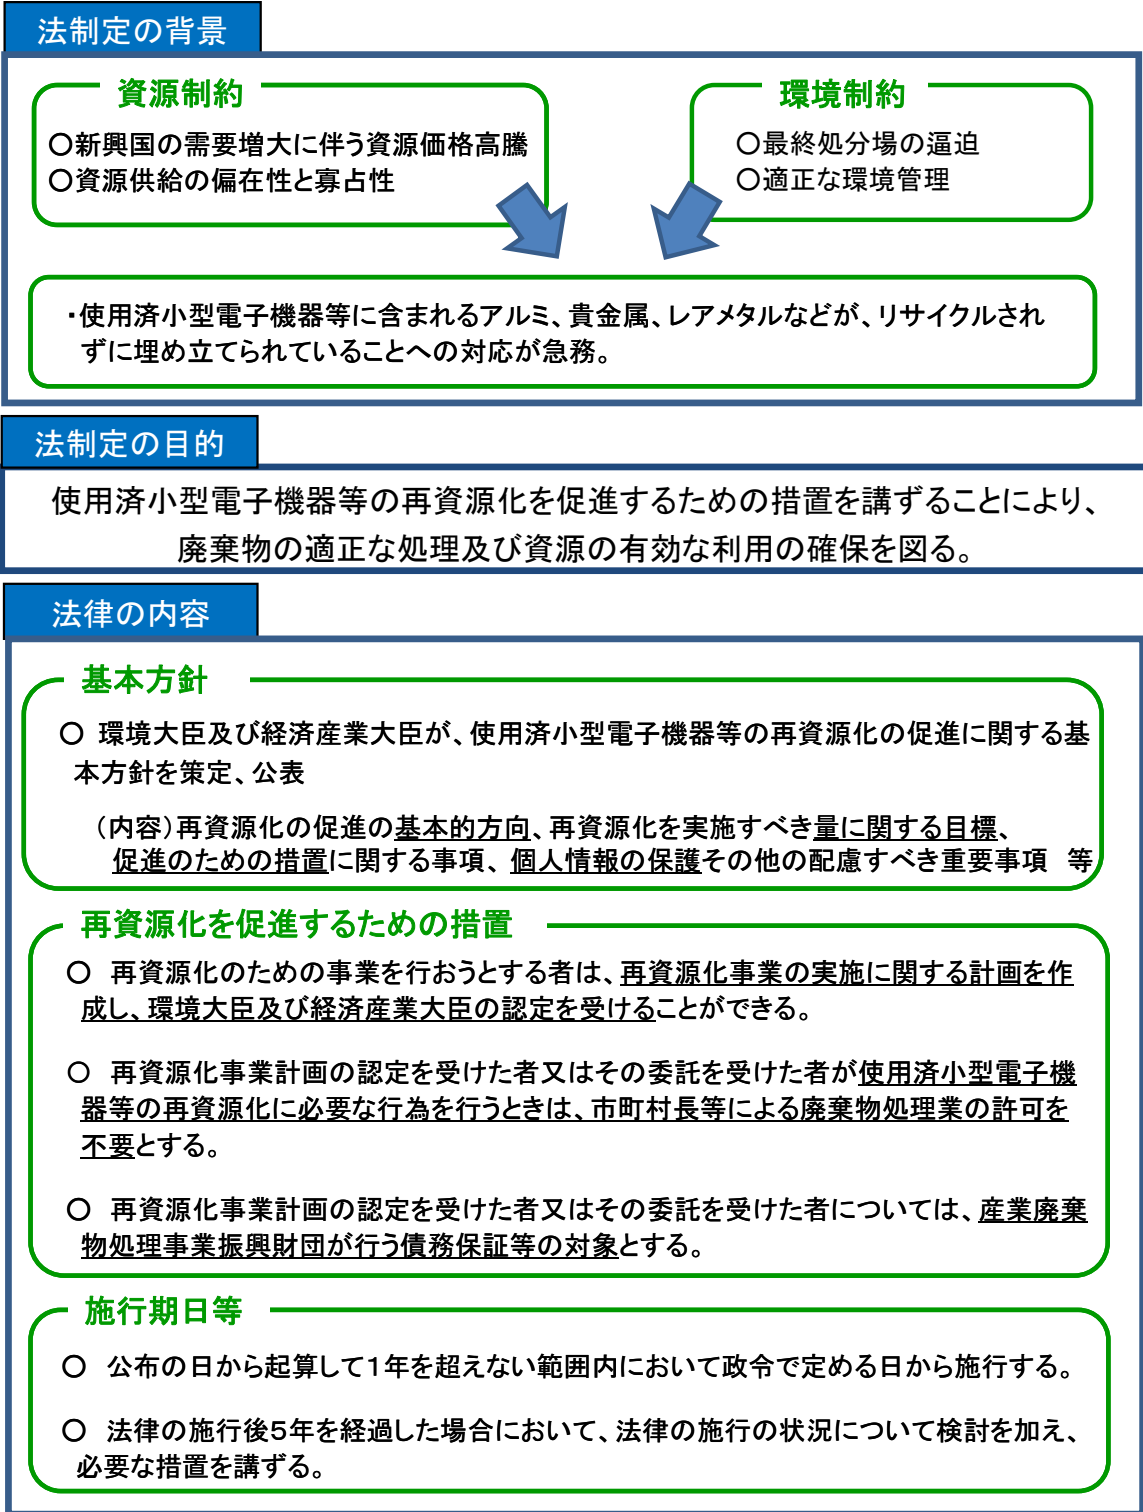 法制定の背景
資源制約
○新興国の需要増大に伴う資源価格高騰
○資源供給の偏在性と寡占性
環境制約
○最終処分場の逼迫
○適正な環境管理
・使用済小型電子機器等に含まれるアルミ、貴金属、レアメタルなどが、リサイクルされ
ずに埋め立てられていることへの対応が急務。
法制定の目的
使用済小型電子機器等の再資源化を促進するための措置を講ずることにより、
廃棄物の適正な処理及び資源の有効な利用の確保を図る。
法律の内容
基本方針
○ 環境大臣及び経済産業大臣が、使用済小型電子機器等の再資源化の促進に関する基
本方針を策定、公表
（内容）再資源化の促進の基本的方向、再資源化を実施すべき量に関する目標、
促進のための措置に関する事項、個人情報の保護その他の配慮すべき重要事項 等
再資源化を促進するための措置
○ 再資源化のための事業を行おうとする者は、再資源化事業の実施に関する計画を作
成し、環境大臣及び経済産業大臣の認定を受けることができる。
○ 再資源化事業計画の認定を受けた者又はその委託を受けた者が使用済小型電子機
器等の再資源化に必要な行為を行うときは、市町村長等による廃棄物処理業の許可を
不要とする。
○ 再資源化事業計画の認定を受けた者又はその委託を受けた者については、産業廃棄
物処理事業振興財団が行う債務保証等の対象とする。
施行期日等
○ 公布の日から起算して１年を超えない範囲内において政令で定める日から施行する。
○ 法律の施行後５年を経過した場合において、法律の施行の状況について検討を加え、
必要な措置を講ずる。